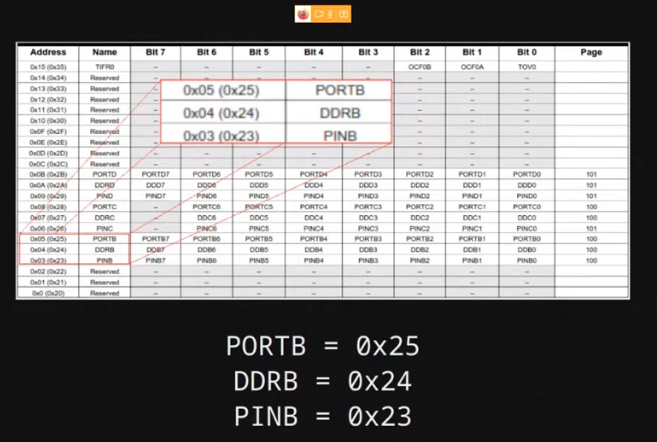 Address Name Bit 7 Bit 6 Bit 5 Bit 4 Bit 3 Bit 2 Bit 1 Bit 0 Page
0x15 (0x35) TIFR0 – – – – – OCF0B OCF0A TOV0
0x14 (0x34) Reserved – – – – – – – –
0x13 (0x33) Reserved – – –
0x12 (0x32) Reserved – – –
0x11 (0x31) Reserved – – –
0x10 (0x30) Reserved – – –
0x0F (0x2F) Reserved – – –
0x0E (0x2E) Reserved – – –
0x05 (0x25) PORTB
0x04 (0x24) DDRB
0x03 (0x23) PINB
0x0D (0x2D) Reserved – – – – – – – –
0x0C (0x2C) Reserved – – – – – – – –
0x0B (0x2B) PORTD PORTD7 PORTD6 PORTD5 PORTD4 PORTD3 PORTD2 PORTD1 PORTD0 101
0x0A (0x2A) DDRD DDD7 DDD6 DDD5 DDD4 DDD3 DDD2 DDD1 DDD0 101
0x09 (0x29) PIND PIND7 PIND6 PIND5 PIND4 PIND3 PIND2 PIND1 PIND0 101
0x08 (0x28) PORTC – PORTC6 PORTC5 PORTC4 PORTC3 PORTC2 PORTC1 PORTC0 100
0x07 (0x27) DDRC – DDC6 DDC5 DDC4 DDC3 DDC2 DDC1 DDC0 100
0x06 (0x26) PINC – PINC6 PINC5 PINC4 PINC3 PINC2 PINC1 PINC0 100
0x05 (0x25) PORTB PORTB7 PORTB6 PORTB5 PORTB4 PORTB3 PORTB2 PORTB1 PORTB0 100
0x04 (0x24) DDRB DDB7 DDB6 DDB5 DDB4 DDB3 DDB2 DDB1 DDB0 100
0x03 (0x23) PINB PINB7 PINB6 PINB5 PINB4 PINB3 PINB2 PINB1 PINB0 100
0x02 (0x22) Reserved – – – – – – – –
0x01 (0x21) Reserved – – – – – – – –
0x0 (0x20) Reserved – – – – – – – –
PORTB = 0x25
DDRB = 0x24
PINB = 0x23